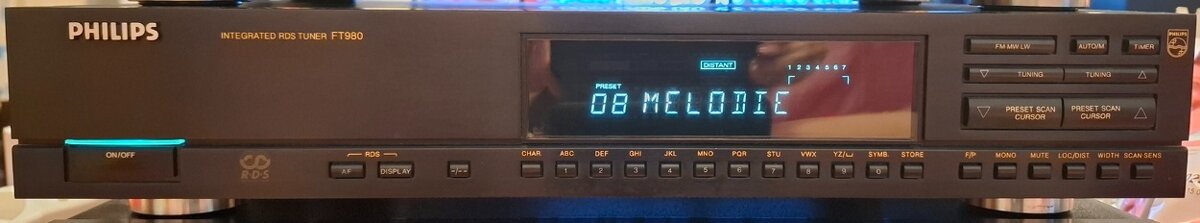 PHILIPS
INTEGRATED RDS TUNER FT980
DISTANT
1 2 3 4 5 6 7
PRESET
08 MELODIE
FM·MW·LW
AUTO/M
TIMER
PHILIPS
▽ TUNING
TUNING △
▽ PRESET SCAN
CURSOR
PRESET SCAN △
CURSOR
ON/OFF
RDS
RDS
AF
DISPLAY
-/--
CHAR.
ABC
DEF
GHI
JKL
MNO
PQR
STU
VWX
YZ/␣
SYMB.
STORE
1
2
3
4
5
6
7
8
9
0
F/P
MONO
MUTE
LOC/DIST.
WIDTH
SCAN SENS